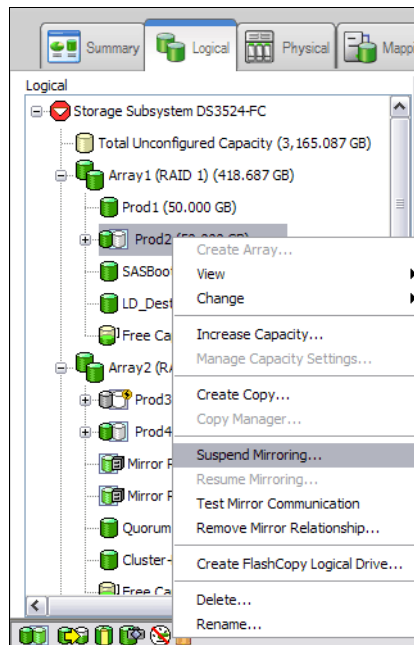 Summary
Logical
Physical
Mapp
Logical
Storage Subsystem DS3524-FC
Total Unconfigured Capacity (3,165.087 GB)
Array1 (RAID 1) (418.687 GB)
Prod1 (50.000 GB)
Prod2
SASBoo
LD_Dest
Free Ca
Array2 (RA
Prod3
Prod4
Mirror R
Mirror R
Quorum
Cluster-
Free Ca
Create Array...
View
Change
Increase Capacity...
Manage Capacity Settings...
Create Copy...
Copy Manager...
Suspend Mirroring...
Resume Mirroring...
Test Mirror Communication
Remove Mirror Relationship...
Create FlashCopy Logical Drive...
Delete...
Rename...